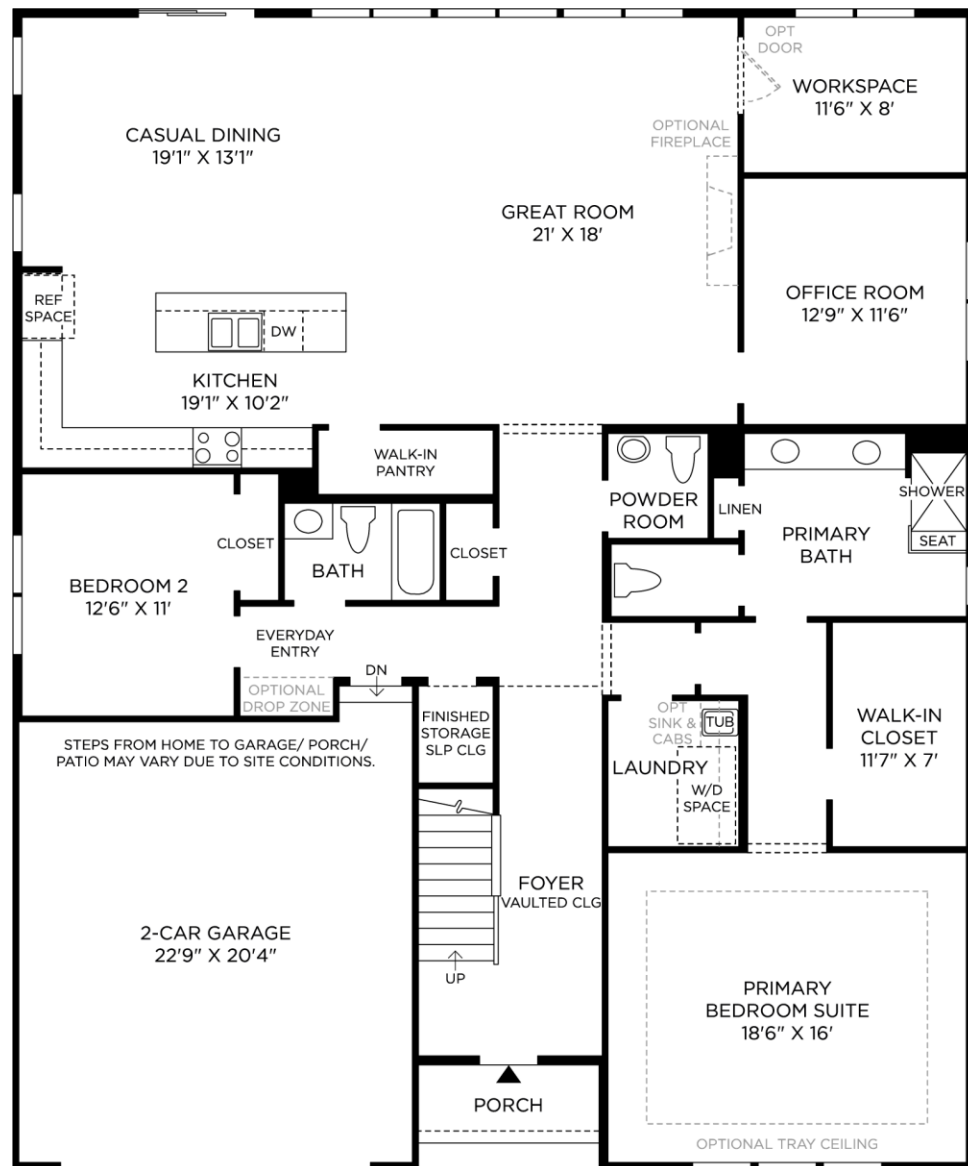 OPT
DOOR
WORKSPACE
11'6" X 8'
CASUAL DINING
19'1" X 13'1"
OPTIONAL
FIREPLACE
GREAT ROOM
21' X 18'
REF
SPACE
DW
OFFICE ROOM
12'9" X 11'6"
KITCHEN
19'1" X 10'2"
WALK-IN
PANTRY
POWDER
ROOM
LINEN
SHOWER
SEAT
PRIMARY
BATH
CLOSET
BATH
CLOSET
BEDROOM 2
12'6" X 11'
EVERYDAY
ENTRY
DN
OPTIONAL
DROP ZONE
FINISHED
STORAGE
SLP CLG
OPT
SINK &
CABS
TUB
LAUNDRY
W/D
SPACE
WALK-IN
CLOSET
11'7" X 7'
STEPS FROM HOME TO GARAGE/ PORCH/
PATIO MAY VARY DUE TO SITE CONDITIONS.
FOYER
VAULTED CLG
2-CAR GARAGE
22'9" X 20'4"
UP
PRIMARY
BEDROOM SUITE
18'6" X 16'
PORCH
OPTIONAL TRAY CEILING